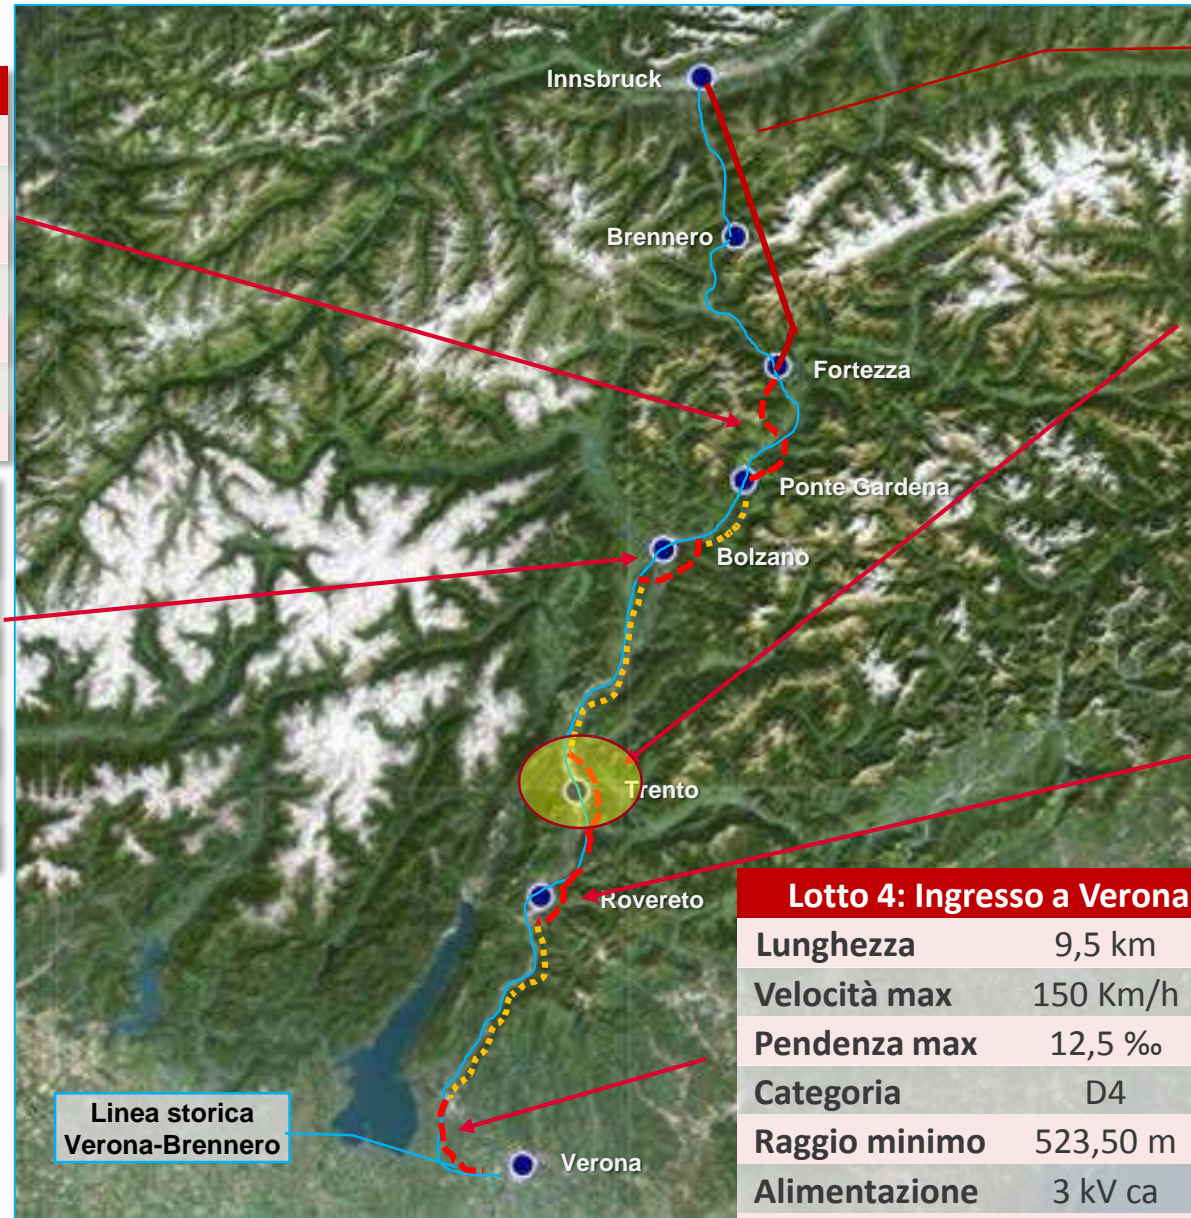 Innsbruck
Brennero
Fortezza
Ponte Gardena
Bolzano
Trento
Rovereto
Lotto 4: Ingresso a Verona
Lunghezza 9,5 km
Velocità max 150 Km/h
Pendenza max 12,5 ‰
Categoria D4
Raggio minimo 523,50 m
Alimentazione 3 kV ca
Linea storica
Verona-Brennero
Verona